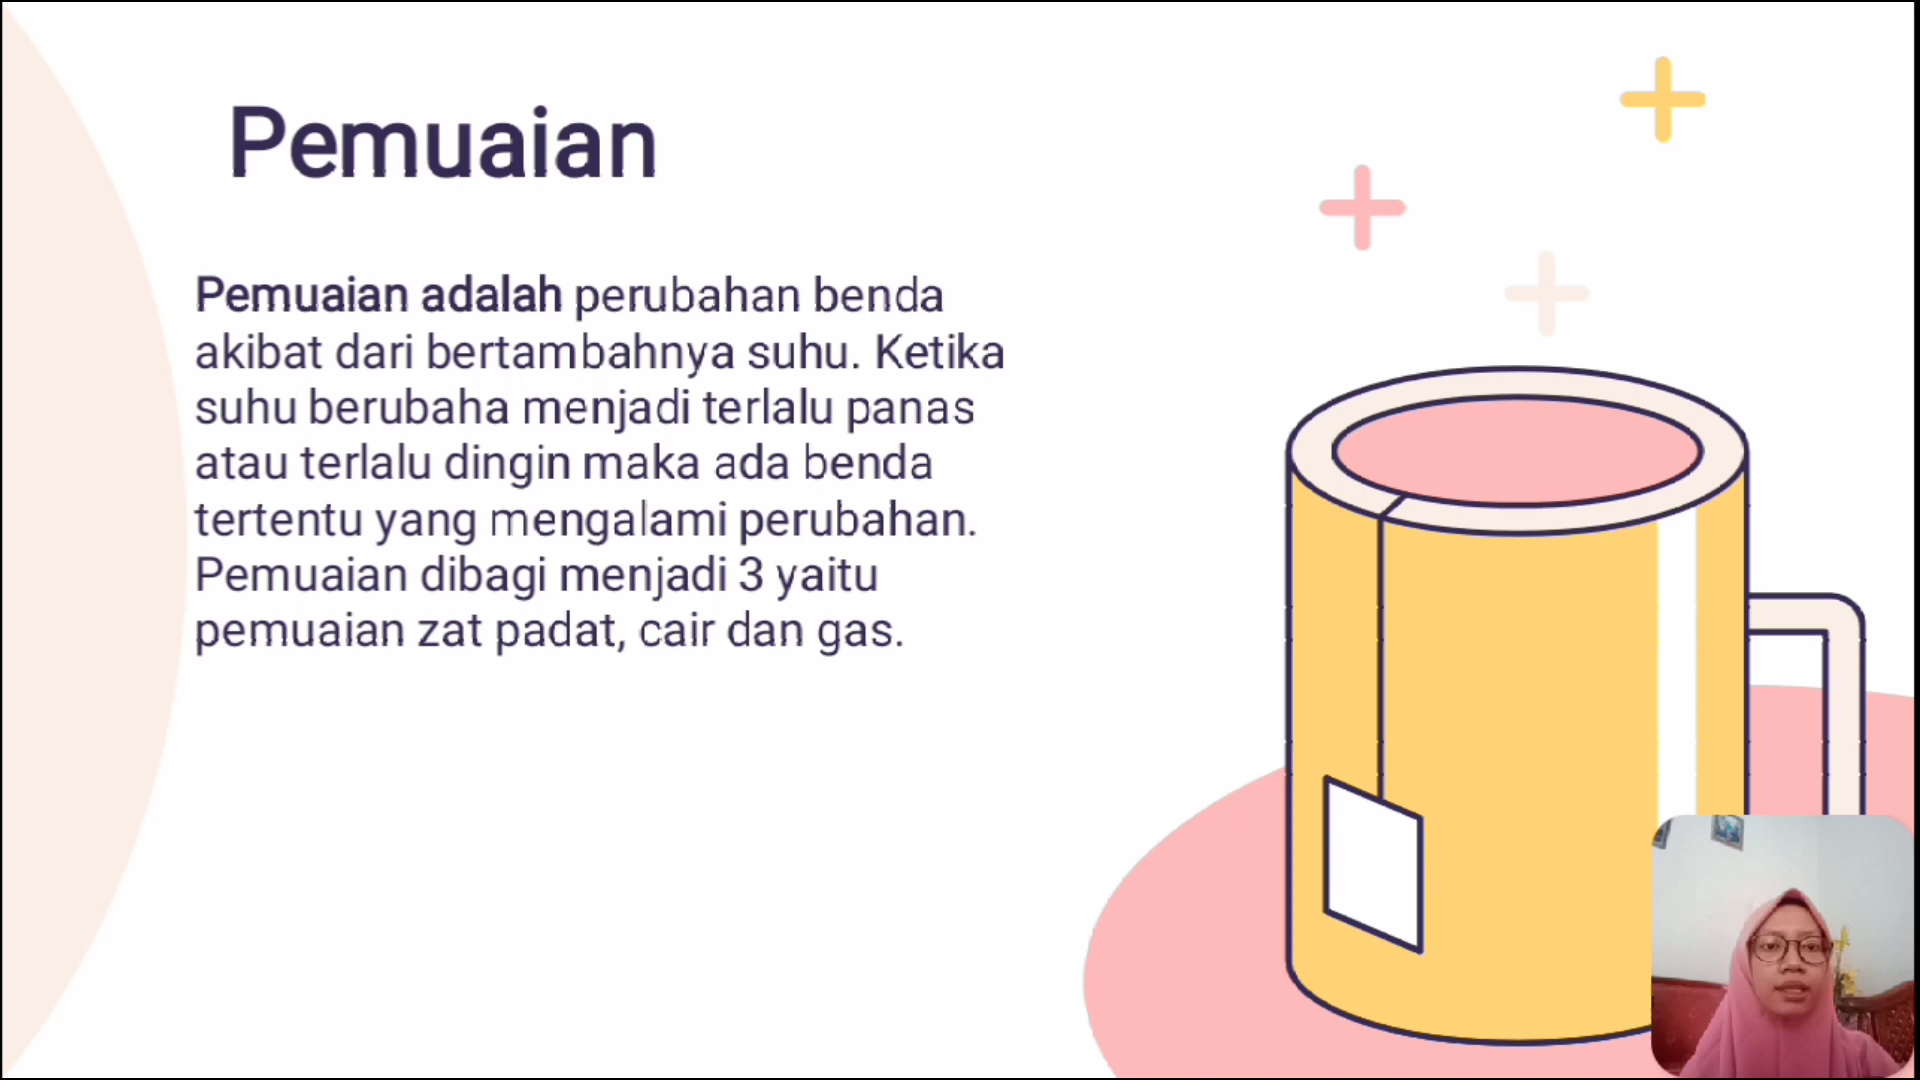 Pemuaian
Pemuaian adalah perubahan benda
akibat dari bertambahnya suhu. Ketika
suhu berubaha menjadi terlalu panas
atau terlalu dingin maka ada benda
tertentu yang mengalami perubahan.
Pemuaian dibagi menjadi 3 yaitu
pemuaian zat padat, cair dan gas.